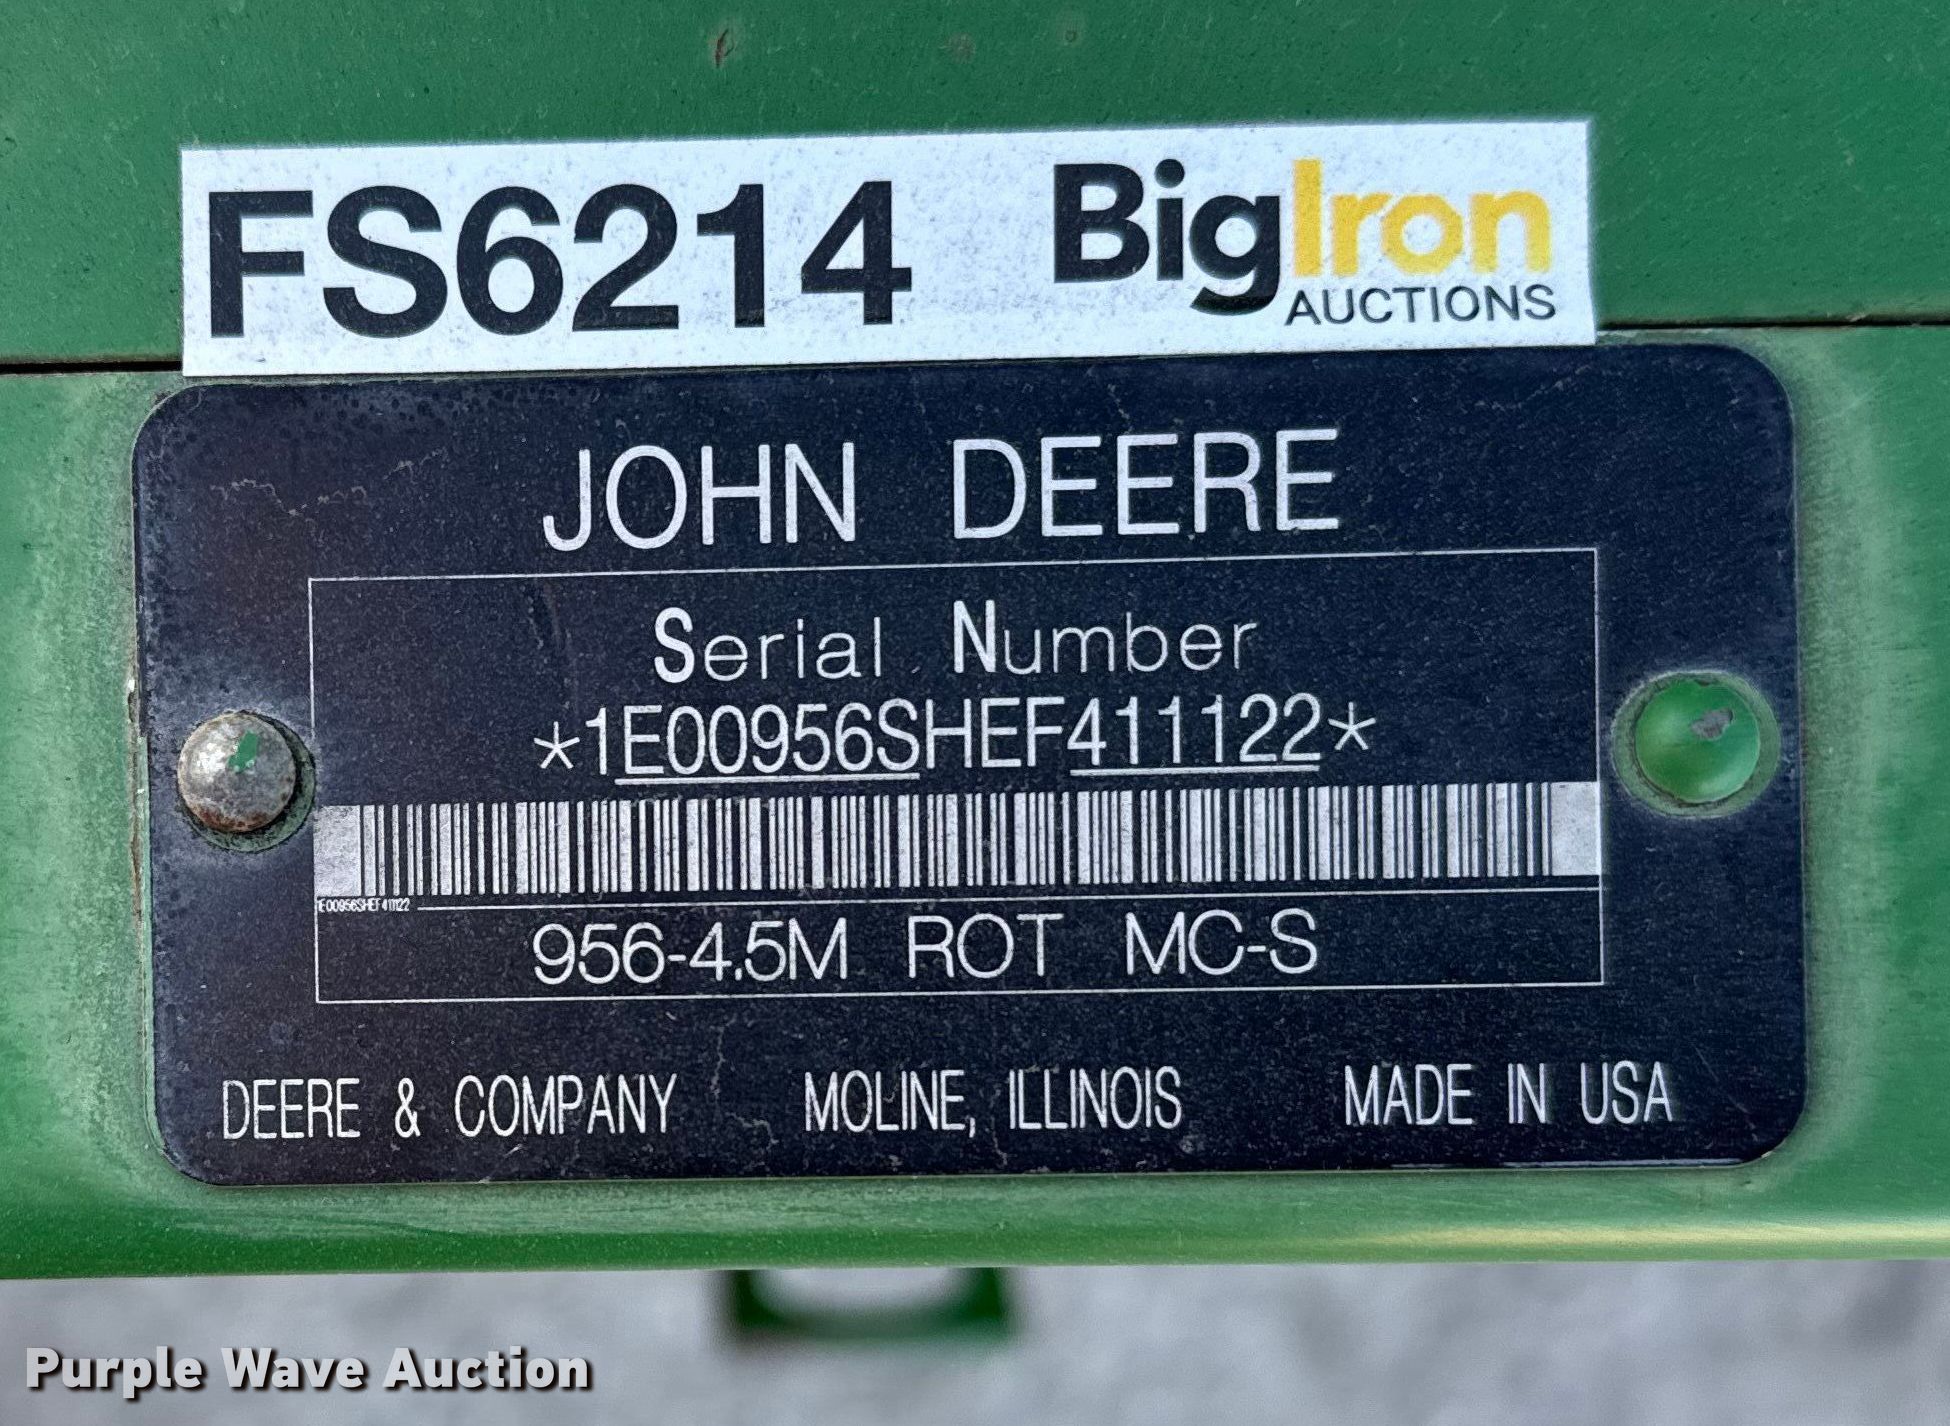 FS6214 BigIron
AUCTIONS
JOHN DEERE
Serial Number
*1E00956SHEF411122*
1E00956SHEF411122
956-4.5M ROT MC-S
DEERE & COMPANY MOLINE, ILLINOIS MADE IN USA
Purple Wave Auction